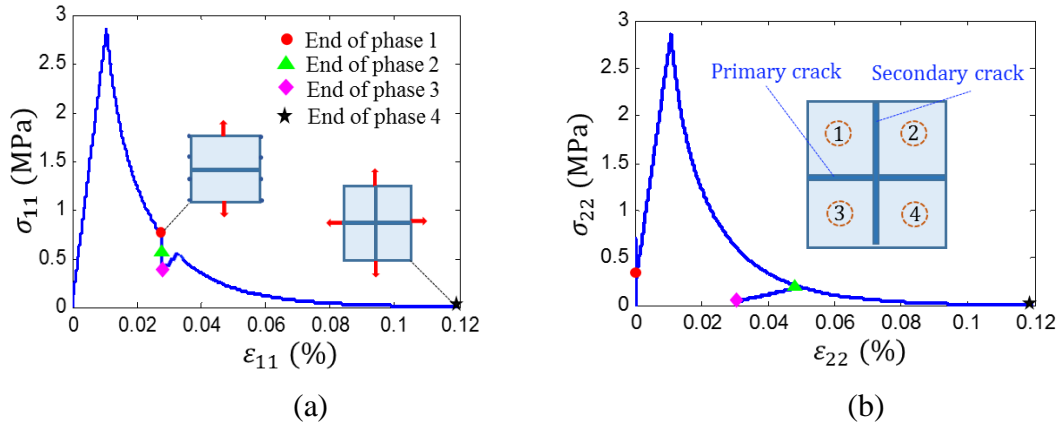 End of phase 1
End of phase 2
End of phase 3
End of phase 4
3
2.5
2
1.5
1
0.5
0
0 0.02 0.04 0.06 0.08 0.1 0.12
σ11 (MPa)
ε11 (%)
(a)
Primary crack
Secondary crack
1 2
3 4
3
2.5
2
1.5
1
0.5
0
0 0.02 0.04 0.06 0.08 0.1 0.12
σ22 (MPa)
ε22 (%)
(b)